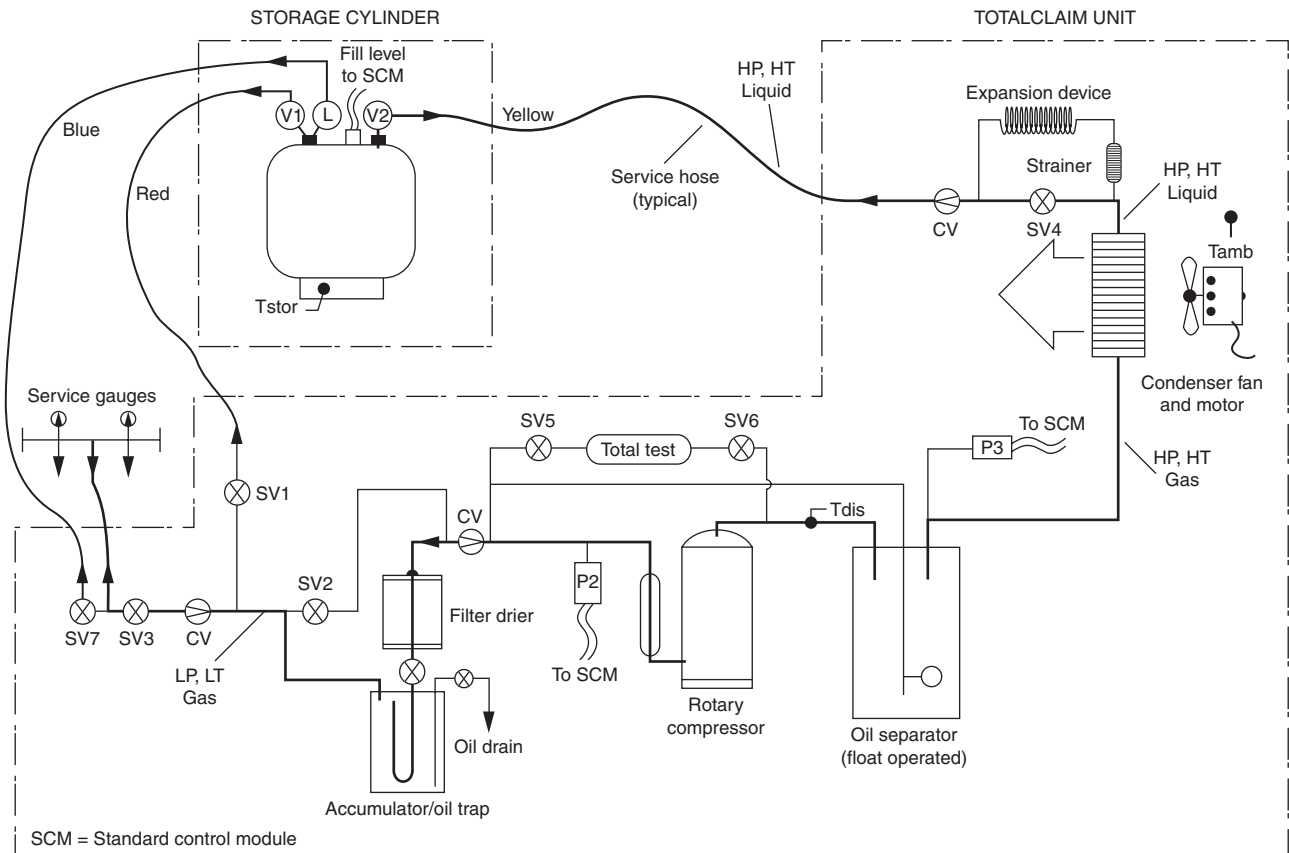 STORAGE CYLINDER
TOTALCLAIM UNIT
Fill level
to SCM
V1
L
V2
Blue
Red
Yellow
HP, HT
Liquid
Service hose
(typical)
Expansion device
Strainer
HP, HT
Liquid
CV
SV4
Tamb
Tstor
Condenser fan
and motor
Service gauges
SV5
Total test
SV6
To SCM
P3
HP, HT
Gas
SV1
CV
Tdis
SV2
P2
Filter drier
SV7
SV3
CV
LP, LT
Gas
To SCM
Rotary
compressor
Oil drain
Oil separator
(float operated)
Accumulator/oil trap
SCM = Standard control module